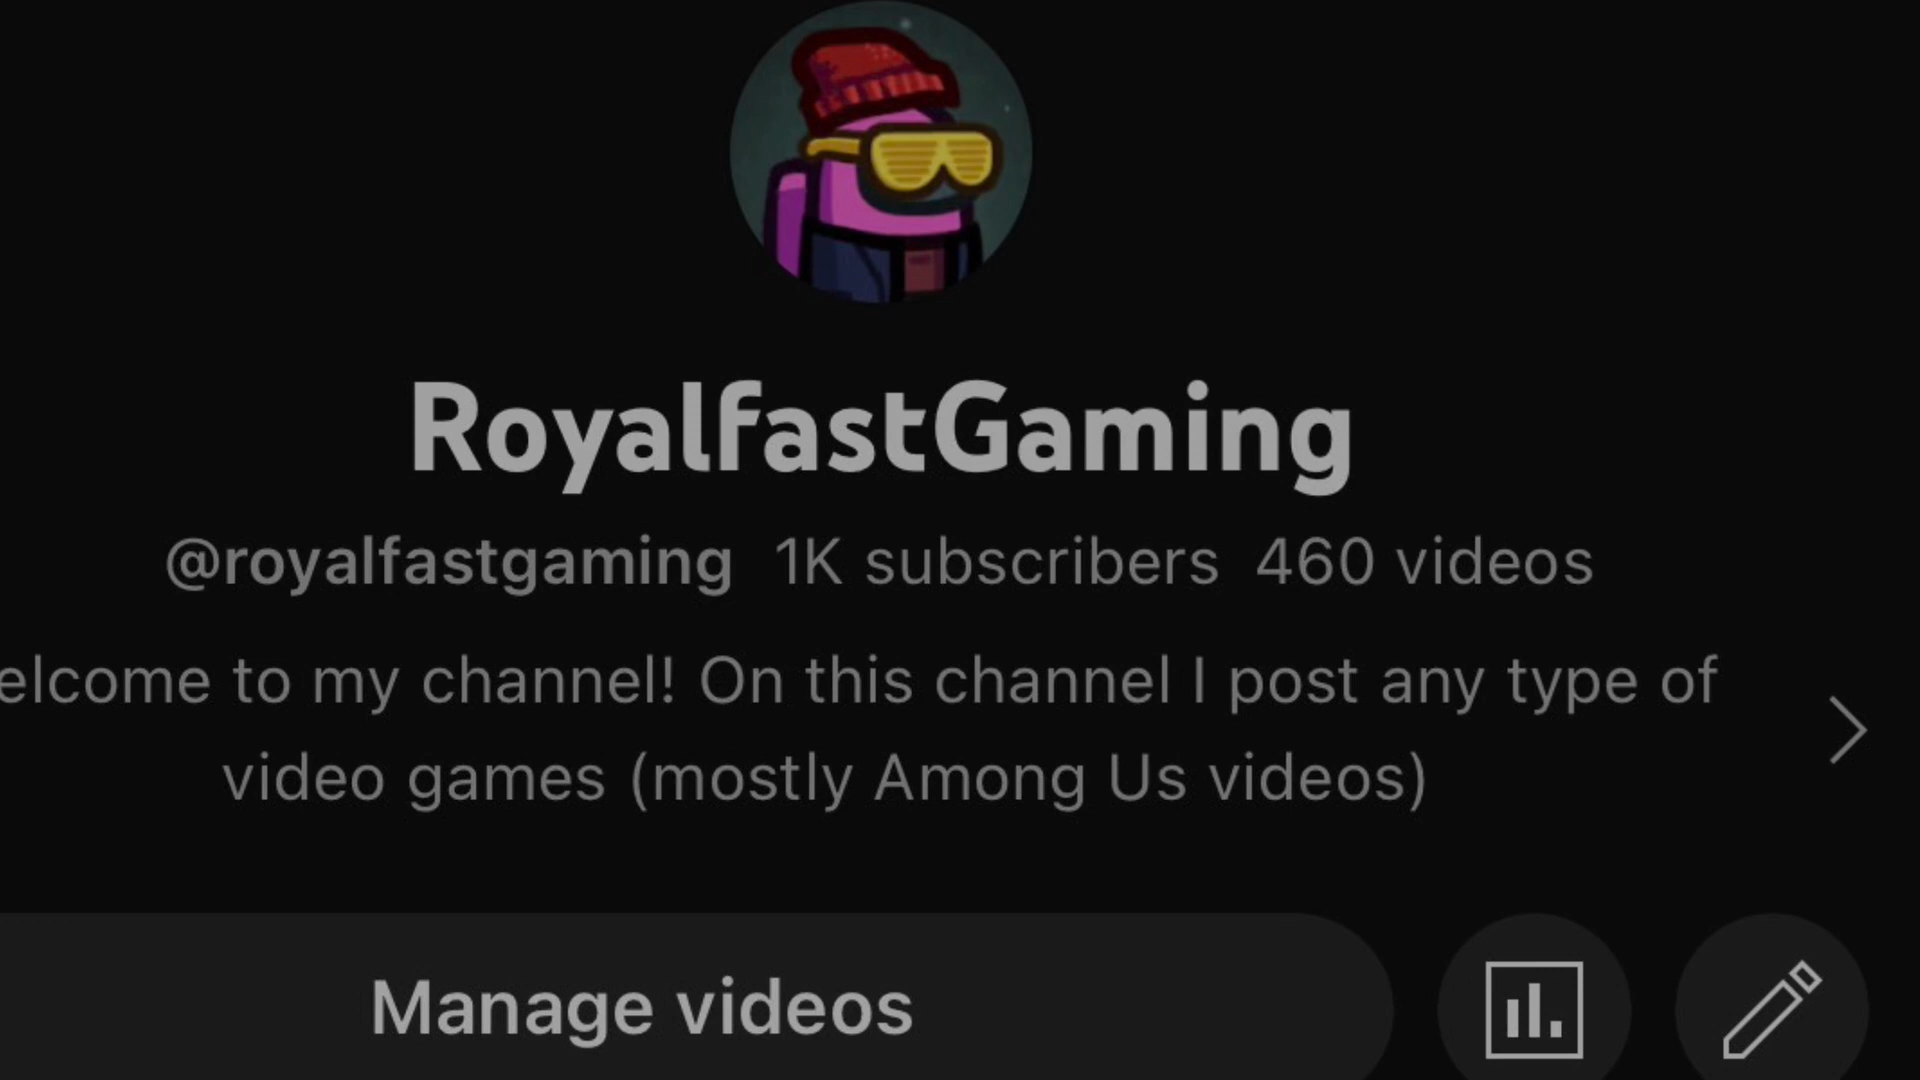 RoyalfastGaming
@royalfastgaming 1K subscribers 460 videos
elcome to my channel! On this channel I post any type of
video games (mostly Among Us videos)
Manage videos